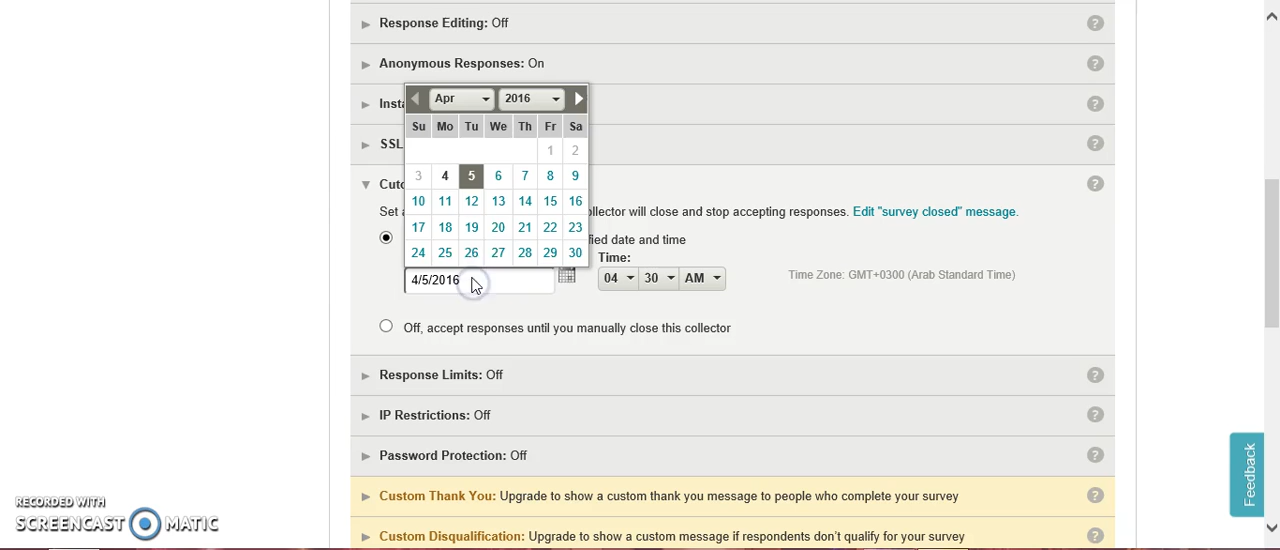 Response Editing: Off
Anonymous Responses: On
Insta
Apr 2016
Su Mo Tu We Th Fr Sa
1 2
SSL
3 4 5 6 7 8 9
Cuto
10 11 12 13 14 15 16
Set a ollector will close and stop accepting responses. Edit "survey closed" message.
17 18 19 20 21 22 23
fied date and time
24 25 26 27 28 29 30
Time:
4/5/2016 04 30 AM Time Zone: GMT+0300 (Arab Standard Time)
Off, accept responses until you manually close this collector
Response Limits: Off
IP Restrictions: Off
Password Protection: Off
Custom Thank You: Upgrade to show a custom thank you message to people who complete your survey
Custom Disqualification: Upgrade to show a custom message if respondents don't qualify for your survey
Feedback
RECORDED WITH
SCREENCAST MATIC